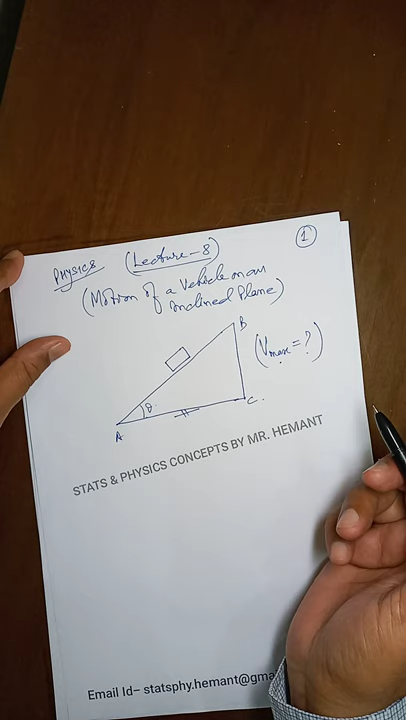 PHYSICS (Lecture-8) 1
(Motion of a Vehicle on an
Inclined Plane)
B
(Vmax = ?)
θ
C.
A
STATS & PHYSICS CONCEPTS BY MR. HEMANT
Email Id– statsphy.hemant@gma